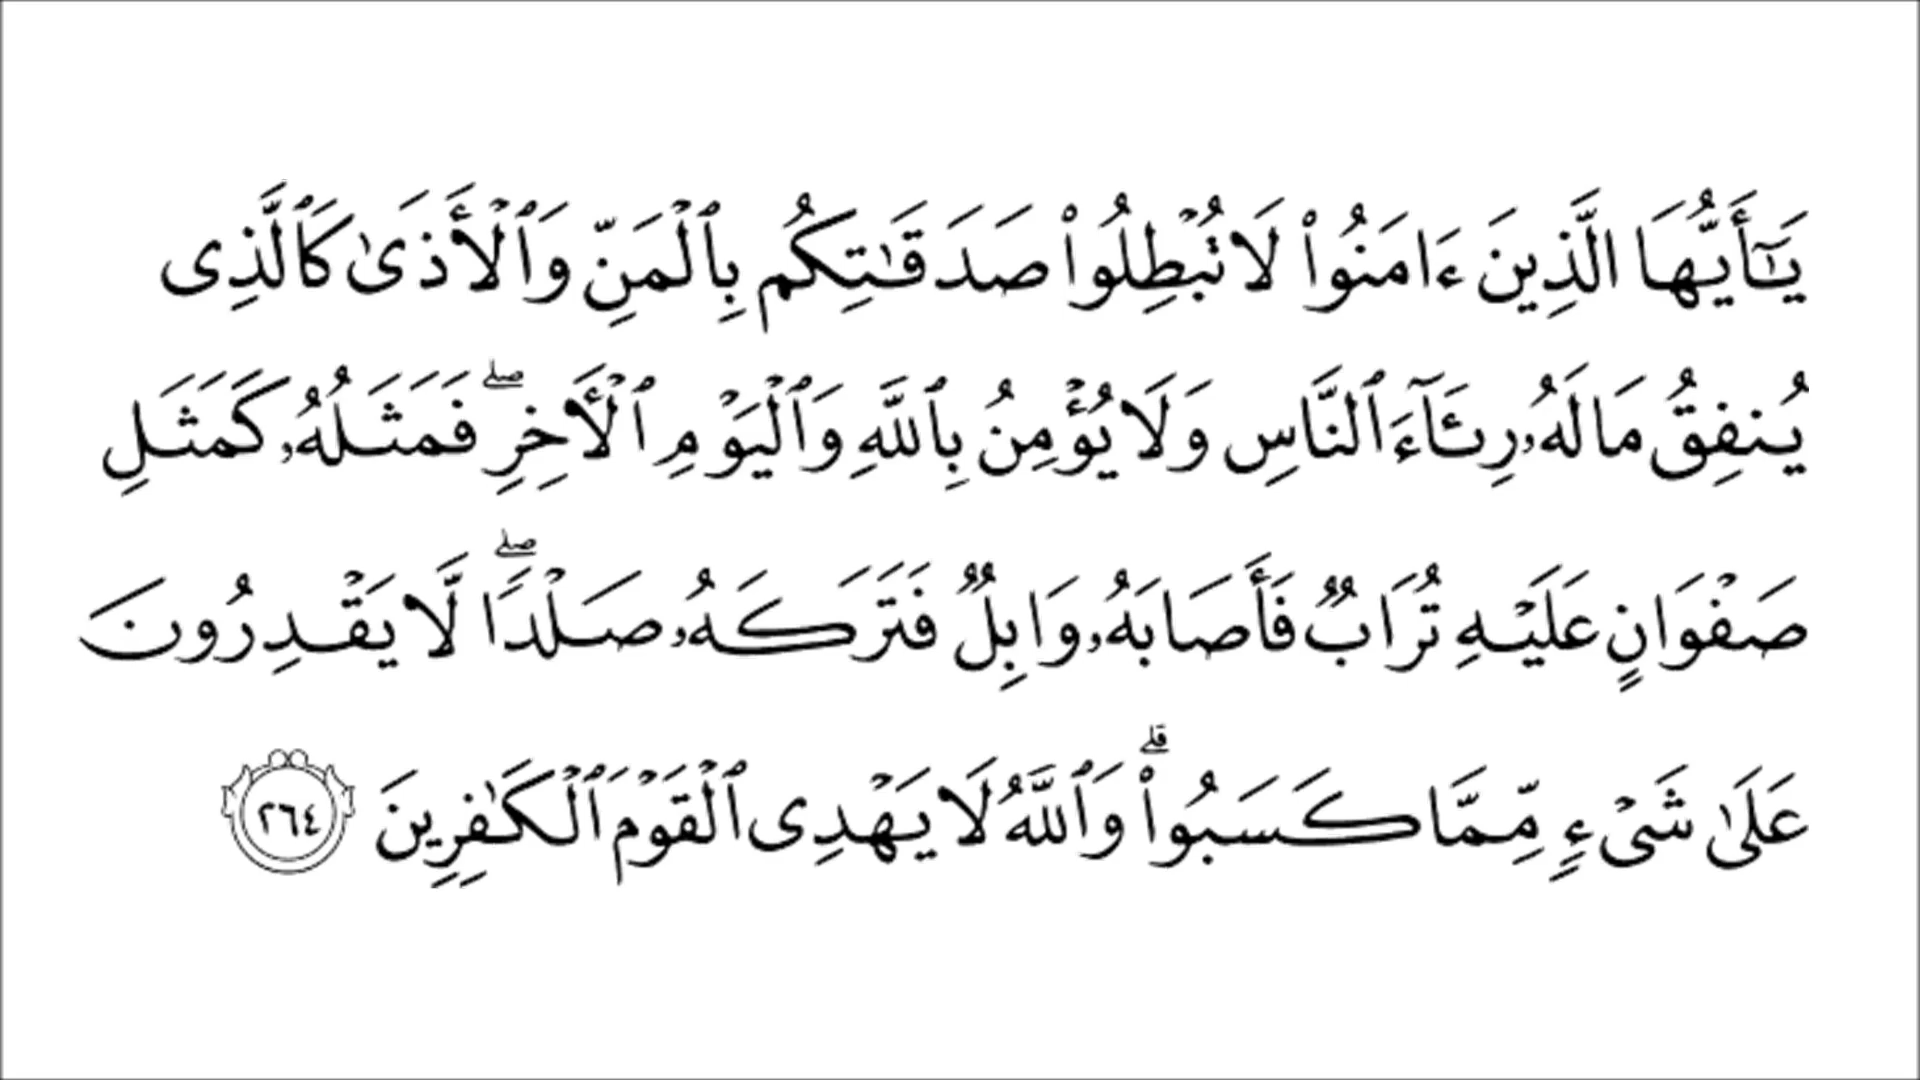 يَـٰٓأَيُّهَا الَّذِينَ ءَامَنُوا۟ لَا تُبْطِلُوا۟ صَدَقَـٰتِكُم بِٱلْمَنِّ وَٱلْأَذَىٰ كَٱلَّذِى
يُنفِقُ مَالَهُۥ رِئَآءَ ٱلنَّاسِ وَلَا يُؤْمِنُ بِٱللَّهِ وَٱلْيَوْمِ ٱلْأَخِرِ ۖ فَمَثَلُهُۥ كَمَثَلِ
صَفْوَانٍ عَلَيْهِ تُرَابٌ فَأَصَابَهُۥ وَابِلٌ فَتَرَكَهُۥ صَلْدًا ۖ لَّا يَقْدِرُونَ
عَلَىٰ شَىْءٍ مِّمَّا كَسَبُوا۟ ۗ وَٱللَّهُ لَا يَهْدِى ٱلْقَوْمَ ٱلْكَـٰفِرِينَ ٢٦٤